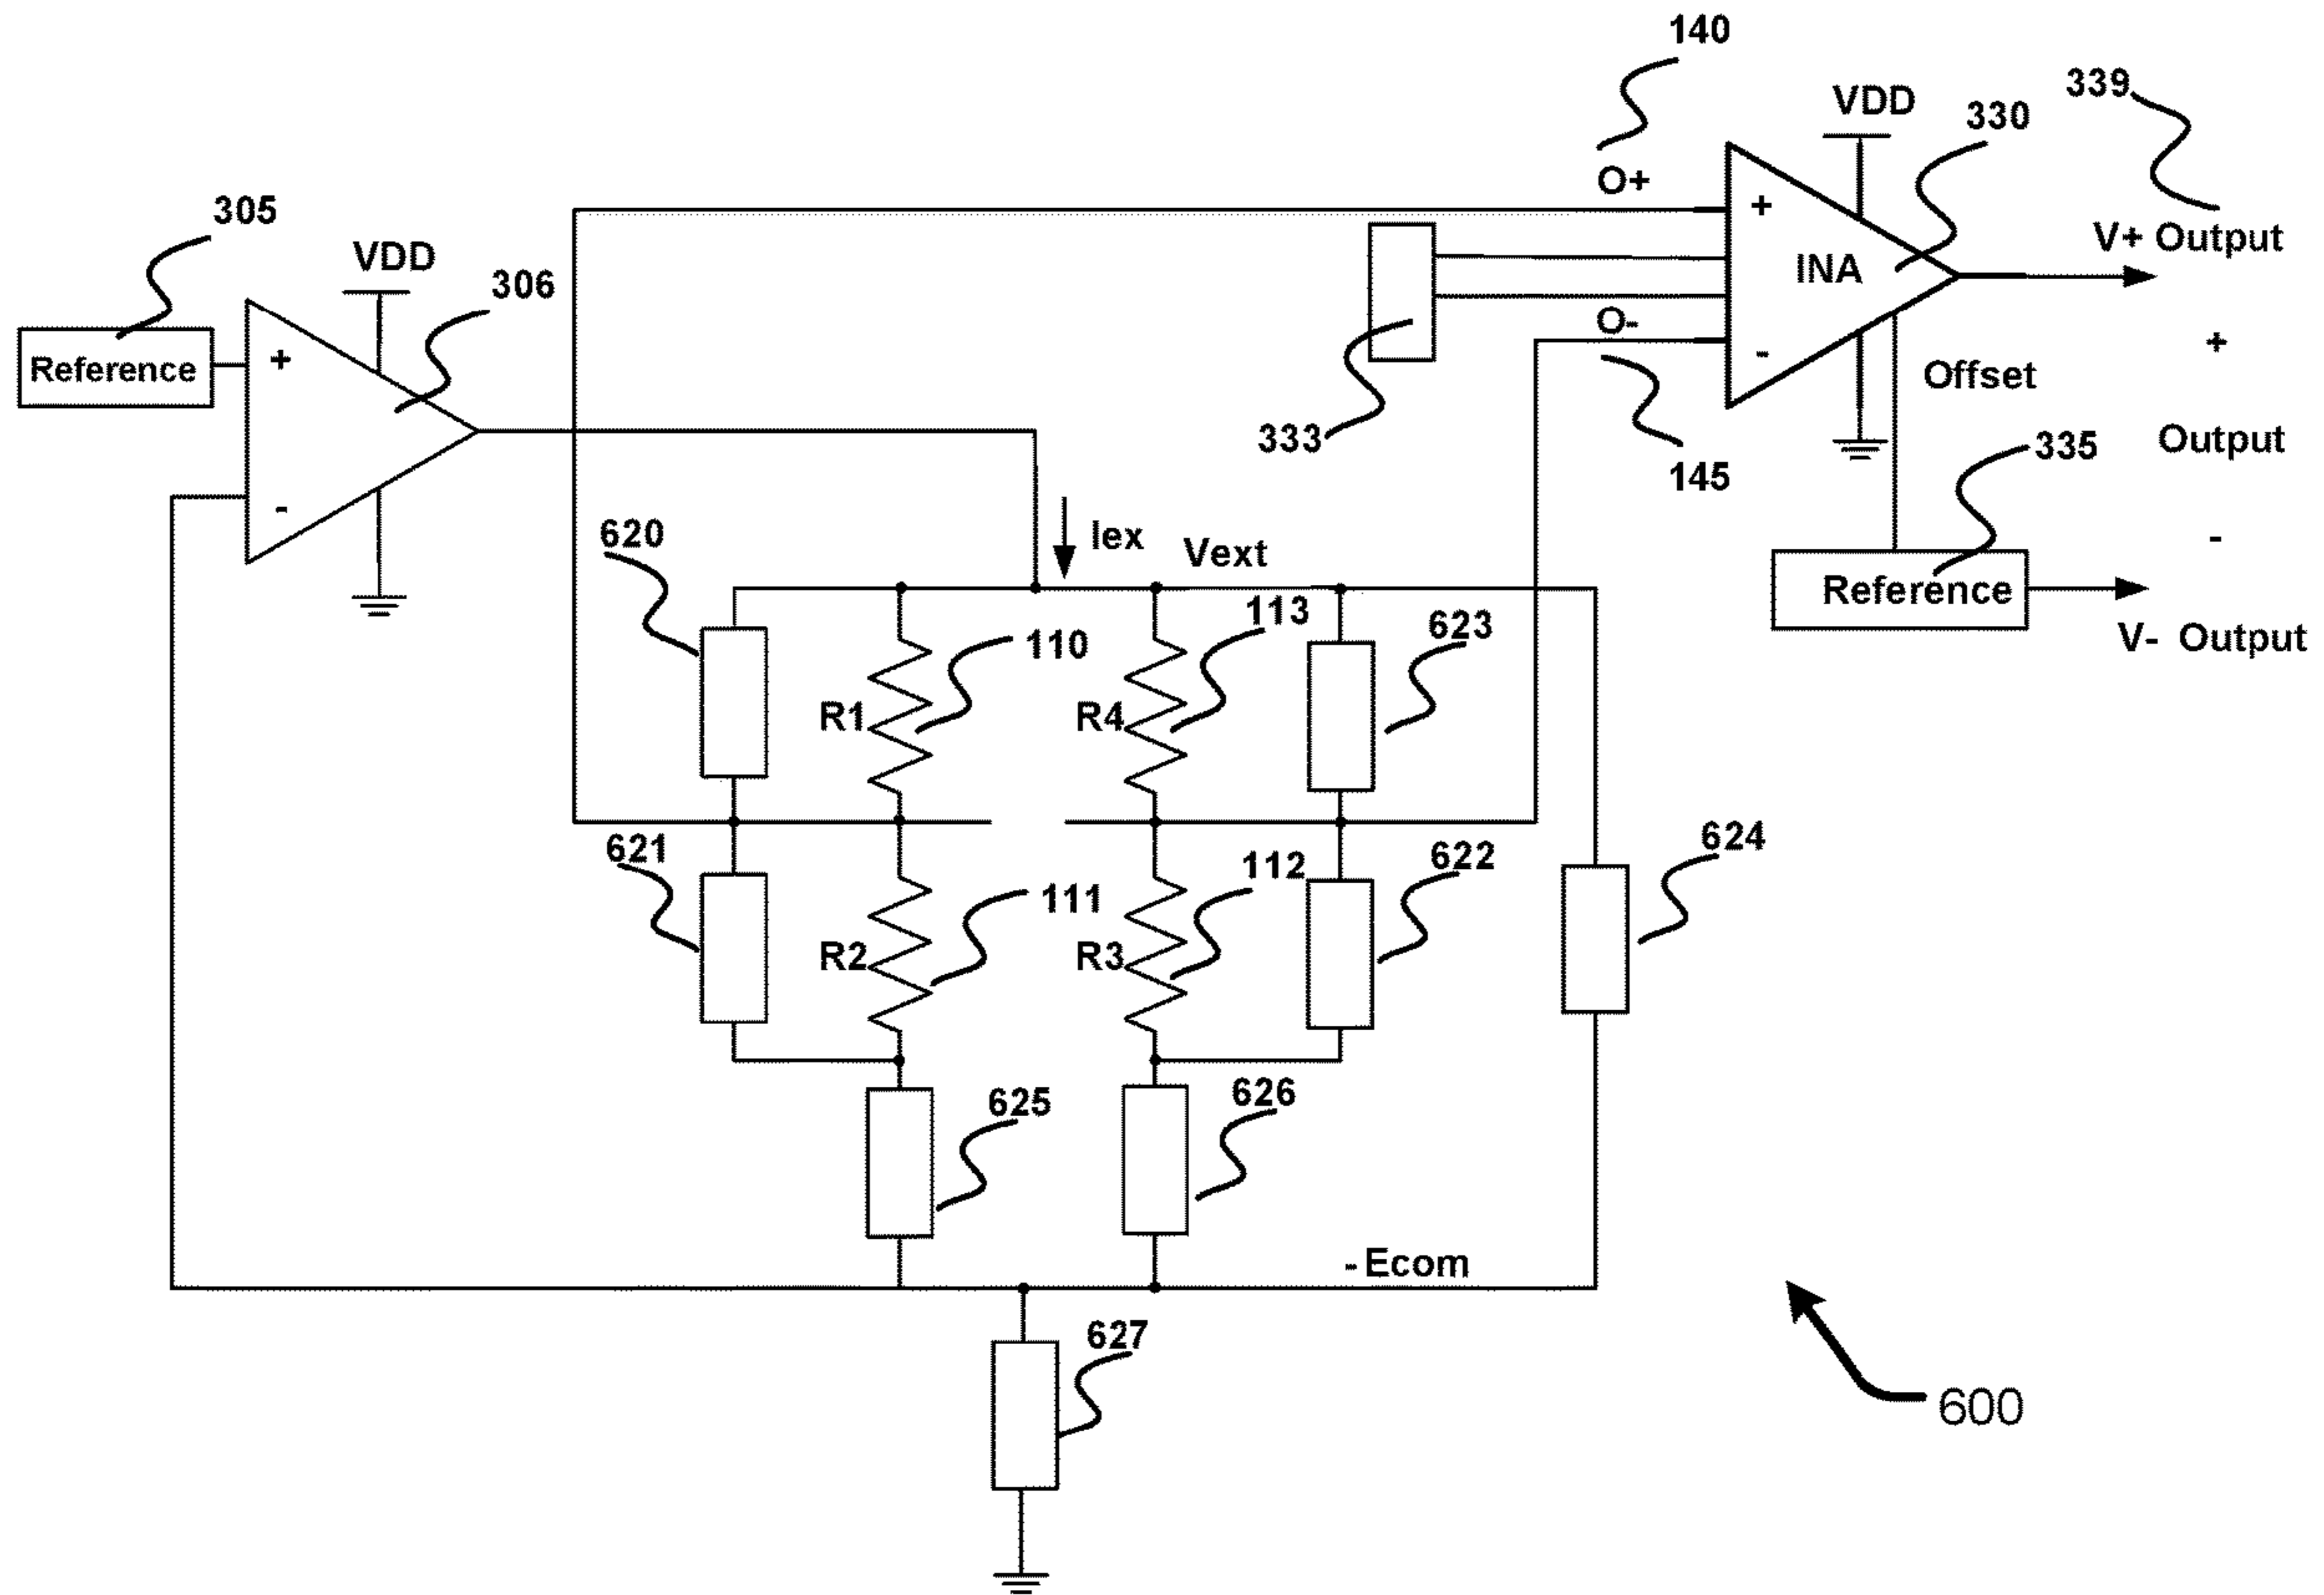 140
339
VDD
330
O+
+
INA
V+ Output
305
VDD
306
Reference
+
-
O-
-
333
145
Offset
+
Output
-
335
Reference
V- Output
620
Iex
Vext
110
113
623
R1
R4
621
111
112
622
624
R2
R3
625
626
- Ecom
627
600